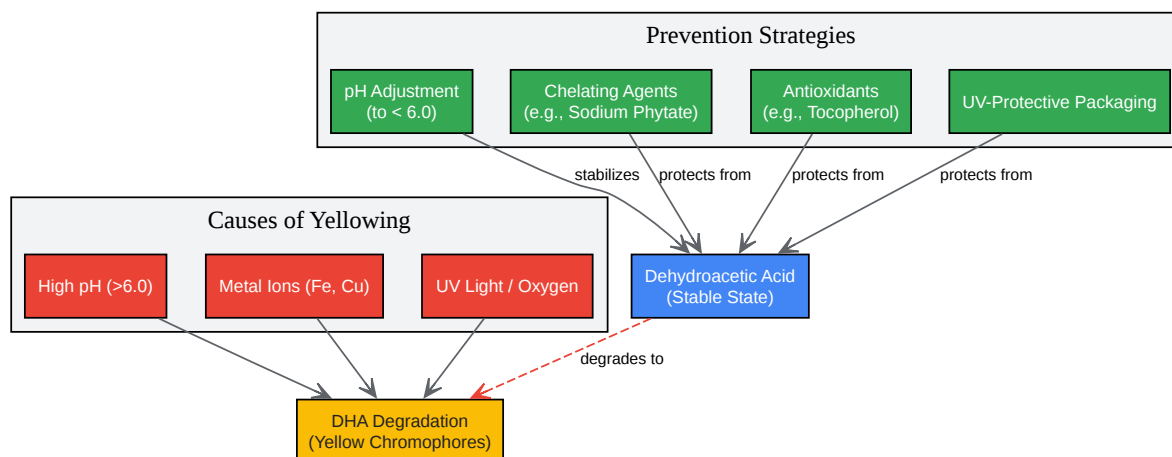 Prevention Strategies
pH Adjustment
(to < 6.0)
Chelating Agents
(e.g., Sodium Phytate)
Antioxidants
(e.g., Tocopherol)
UV-Protective Packaging
stabilizes
protects from
protects from
protects from
Causes of Yellowing
High pH (>6.0)
Metal Ions (Fe, Cu)
UV Light / Oxygen
Dehydroacetic Acid
(Stable State)
degrades to
DHA Degradation
(Yellow Chromophores)